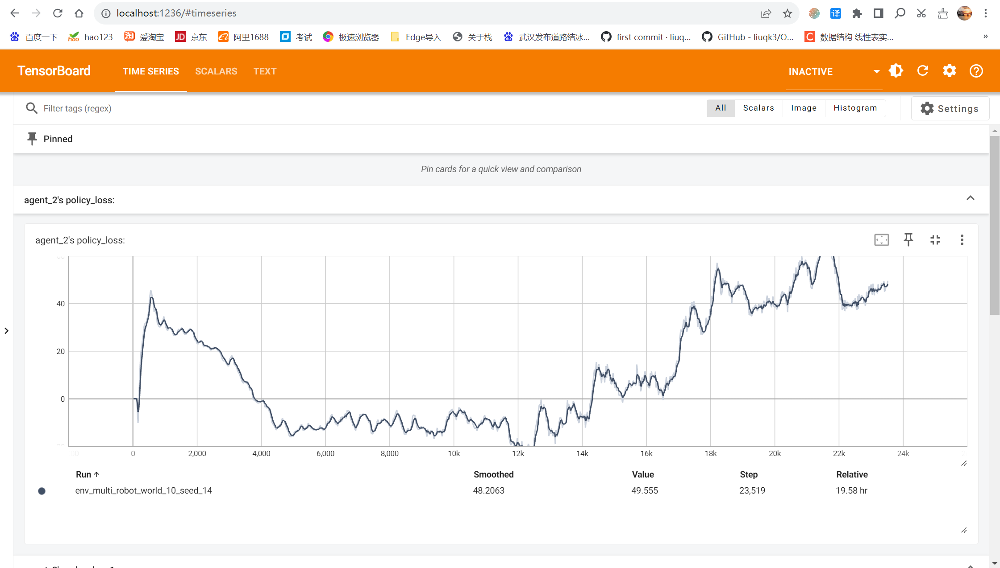 localhost:1236/#timeseries
译
百度一下 hao123 淘 爱淘宝 JD 京东 阿里1688 考试 极速浏览器 Edge导入 关于栈 武汉发布道路结冰... first commit · liuq... GitHub - liuqk3/O... C 数据结构 线性表实... »
TensorBoard TIME SERIES SCALARS TEXT INACTIVE
Filter tags (regex) All Scalars Image Histogram Settings
Pinned
Pin cards for a quick view and comparison
agent_2's policy_loss:
agent_2's policy_loss:
40
20
0
0 2,000 4,000 6,000 8,000 10k 12k 14k 16k 18k 20k 22k 24k
Run Smoothed Value Step Relative
env_multi_robot_world_10_seed_14 48.2063 49.555 23,519 19.58 hr